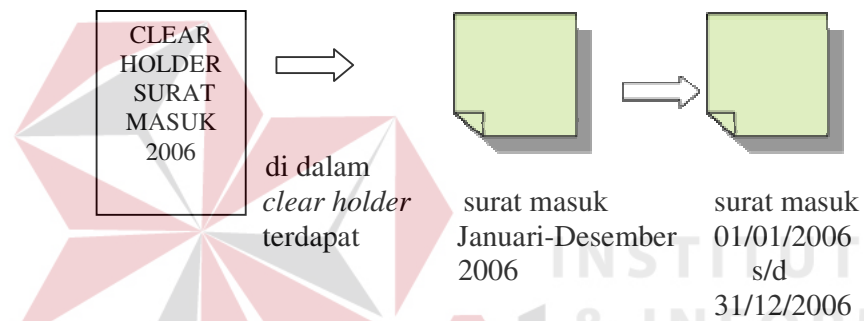 CLEAR
HOLDER
SURAT
MASUK
2006
di dalam
clear holder
terdapat
surat masuk
Januari-Desember
2006
surat masuk
01/01/2006
s/d
31/12/2006
INSTITUT